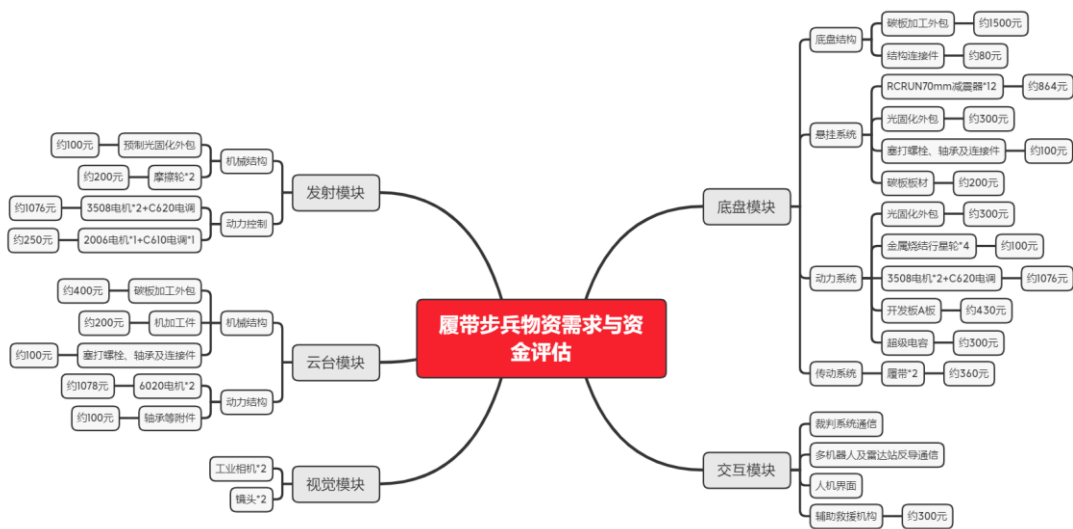 履带步兵物资需求与资
金评估
发射模块
机械结构
预制光固化外包
约100元
摩擦轮*2
约200元
动力控制
3508电机*2+C620电调
约1076元
2006电机*1+C610电调*1
约250元
云台模块
机械结构
碳板加工外包
约400元
机加工件
约200元
塞打螺栓、轴承及连接件
约100元
动力结构
6020电机*2
约1078元
轴承等附件
约100元
视觉模块
工业相机*2
镜头*2
底盘模块
底盘结构
碳板加工外包
约1500元
结构连接件
约80元
悬挂系统
RCRUN70mm减震器*12
约864元
光固化外包
约300元
塞打螺栓、轴承及连接件
约100元
碳板板材
约200元
动力系统
光固化外包
约300元
金属绕结行星轮*4
约100元
3508电机*2+C620电调
约1076元
开发板A板
约430元
超级电容
约300元
传动系统
履带*2
约360元
交互模块
裁判系统通信
多机器人及雷达站反导通信
人机界面
辅助救援机构
约300元